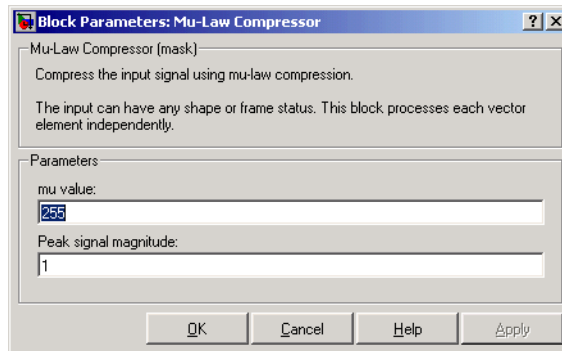 Block Parameters: Mu-Law Compressor
Mu-Law Compressor (mask)
Compress the input signal using mu-law compression.
The input can have any shape or frame status. This block processes each vector
element independently.
Parameters
mu value:
255
Peak signal magnitude:
1
OK Cancel Help Apply